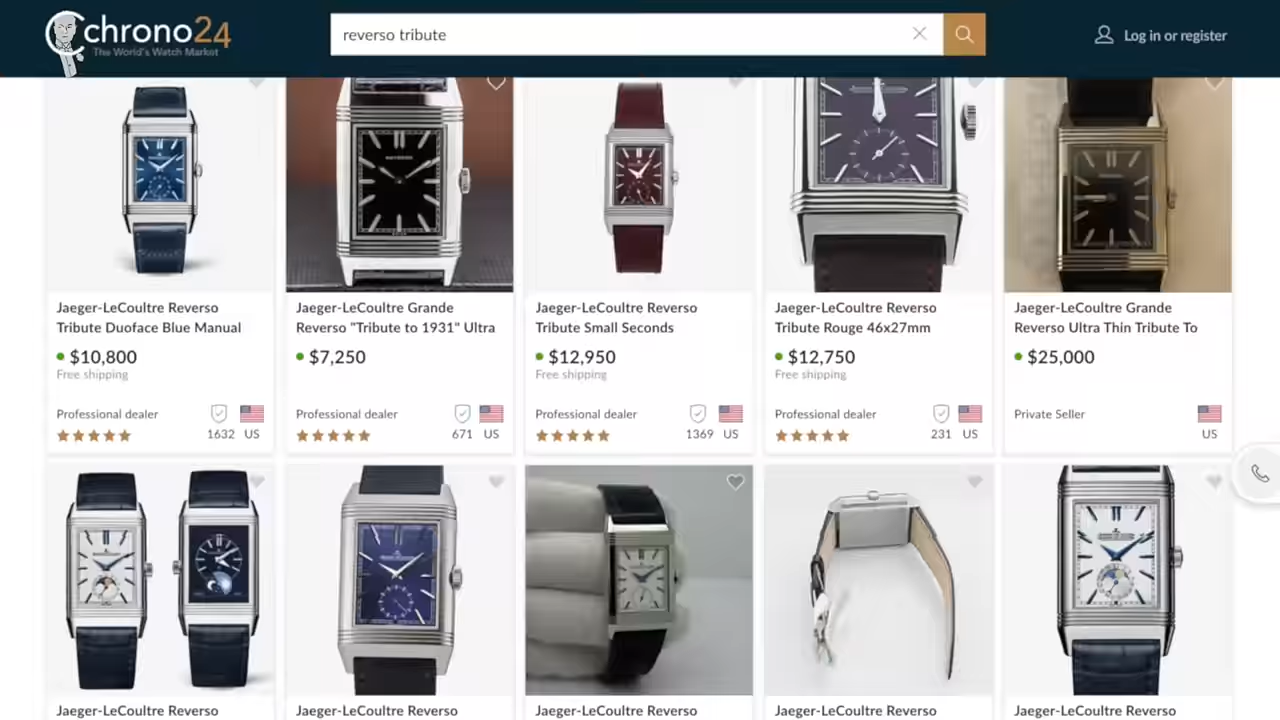 chrono24
The World's Watch Market
reverso tribute
Log in or register
Jaeger-LeCoultre Reverso
Tribute Duoface Blue Manual
$10,800
Free shipping
Professional dealer
1632
US
Jaeger-LeCoultre Grande
Reverso "Tribute to 1931" Ultra
$7,250
Professional dealer
671
US
Jaeger-LeCoultre Reverso
Tribute Small Seconds
$12,950
Free shipping
Professional dealer
1369
US
Jaeger-LeCoultre Reverso
Tribute Rouge 46x27mm
$12,750
Free shipping
Professional dealer
231
US
Jaeger-LeCoultre Grande
Reverso Ultra Thin Tribute To
$25,000
Private Seller
US
Jaeger-LeCoultre Reverso
Jaeger-LeCoultre Reverso
Jaeger-LeCoultre Reverso
Jaeger-LeCoultre Reverso
Jaeger-LeCoultre Reverso